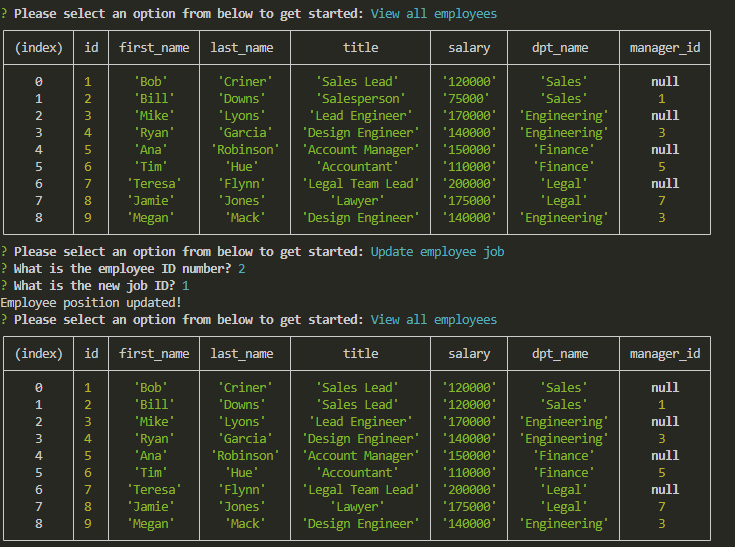 ? Please select an option from below to get started: View all employees
(index) id first_name last_name title salary dpt_name manager_id
0 1 'Bob' 'Criner' 'Sales Lead' '120000' 'Sales' null
1 2 'Bill' 'Downs' 'Salesperson' '75000' 'Sales' 1
2 3 'Mike' 'Lyons' 'Lead Engineer' '170000' 'Engineering' null
3 4 'Ryan' 'Garcia' 'Design Engineer' '140000' 'Engineering' 3
4 5 'Ana' 'Robinson' 'Account Manager' '150000' 'Finance' null
5 6 'Tim' 'Hue' 'Accountant' '110000' 'Finance' 5
6 7 'Teresa' 'Flynn' 'Legal Team Lead' '200000' 'Legal' null
7 8 'Jamie' 'Jones' 'Lawyer' '175000' 'Legal' 7
8 9 'Megan' 'Mack' 'Design Engineer' '140000' 'Engineering' 3
? Please select an option from below to get started: Update employee job
? What is the employee ID number? 2
? What is the new job ID? 1
Employee position updated!
? Please select an option from below to get started: View all employees
(index) id first_name last_name title salary dpt_name manager_id
0 1 'Bob' 'Criner' 'Sales Lead' '120000' 'Sales' null
1 2 'Bill' 'Downs' 'Sales Lead' '120000' 'Sales' 1
2 3 'Mike' 'Lyons' 'Lead Engineer' '170000' 'Engineering' null
3 4 'Ryan' 'Garcia' 'Design Engineer' '140000' 'Engineering' 3
4 5 'Ana' 'Robinson' 'Account Manager' '150000' 'Finance' null
5 6 'Tim' 'Hue' 'Accountant' '110000' 'Finance' 5
6 7 'Teresa' 'Flynn' 'Legal Team Lead' '200000' 'Legal' null
7 8 'Jamie' 'Jones' 'Lawyer' '175000' 'Legal' 7
8 9 'Megan' 'Mack' 'Design Engineer' '140000' 'Engineering' 3